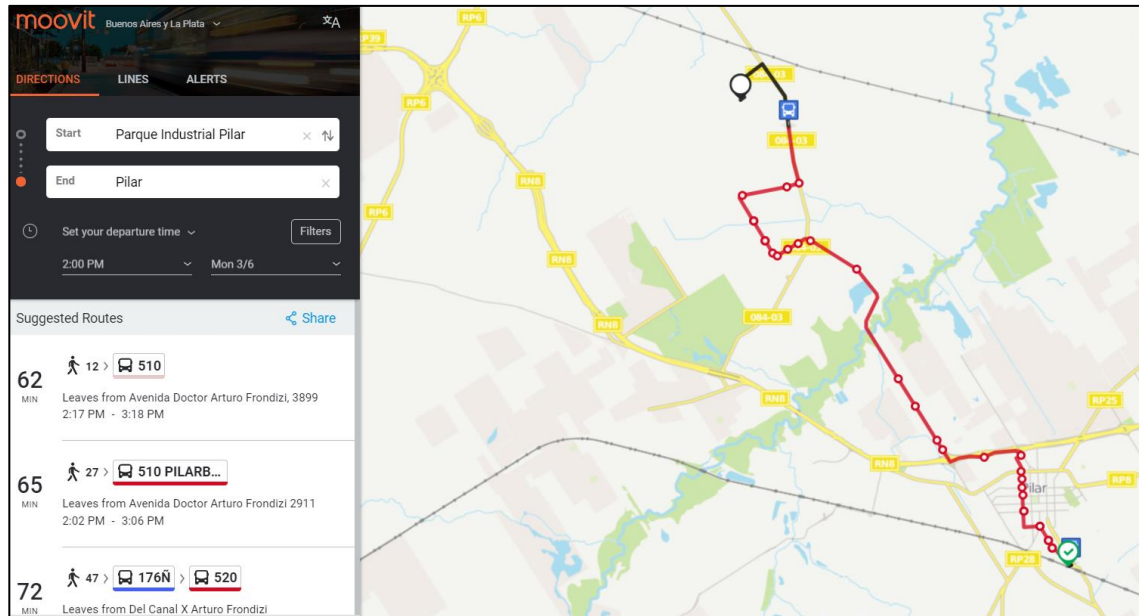 moovit Buenos Aires y La Plata
DIRECTIONS LINES ALERTS
Start Parque Industrial Pilar
End Pilar
Set your departure time Filters
2:00 PM Mon 3/6
Suggested Routes Share
62 MIN
12 > 510
Leaves from Avenida Doctor Arturo Frondizi, 3899
2:17 PM - 3:18 PM
65 MIN
27 > 510 PILARB...
Leaves from Avenida Doctor Arturo Frondizi 2911
2:02 PM - 3:06 PM
72 MIN
47 > 176Ñ > 520
Leaves from Del Canal X Arturo Frondizi
RP6
RP39
RP6
RP6
RN8
RN8
RN8
RN8
084-03
084-03
084-03
RP25
RP8
RP28
Pilar